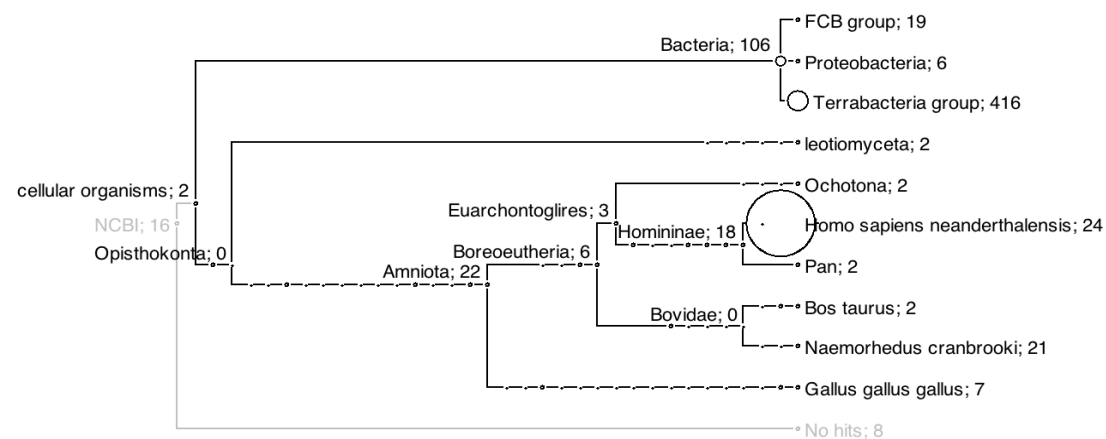 FCB group; 19
Bacteria; 106
Proteobacteria; 6
Terrabacteria group; 416
leotiomyceta; 2
cellular organisms; 2
Ochotona; 2
Euarchontoglires; 3
NCBI; 16
Homininae; 18
Homo sapiens neanderthalensis; 24
Opisthokonta; 0
Boreoeutheria; 6
Amniota; 22
Pan; 2
Bos taurus; 2
Bovidae; 0
Naemorhedus cranbrooki; 21
Gallus gallus gallus; 7
No hits; 8